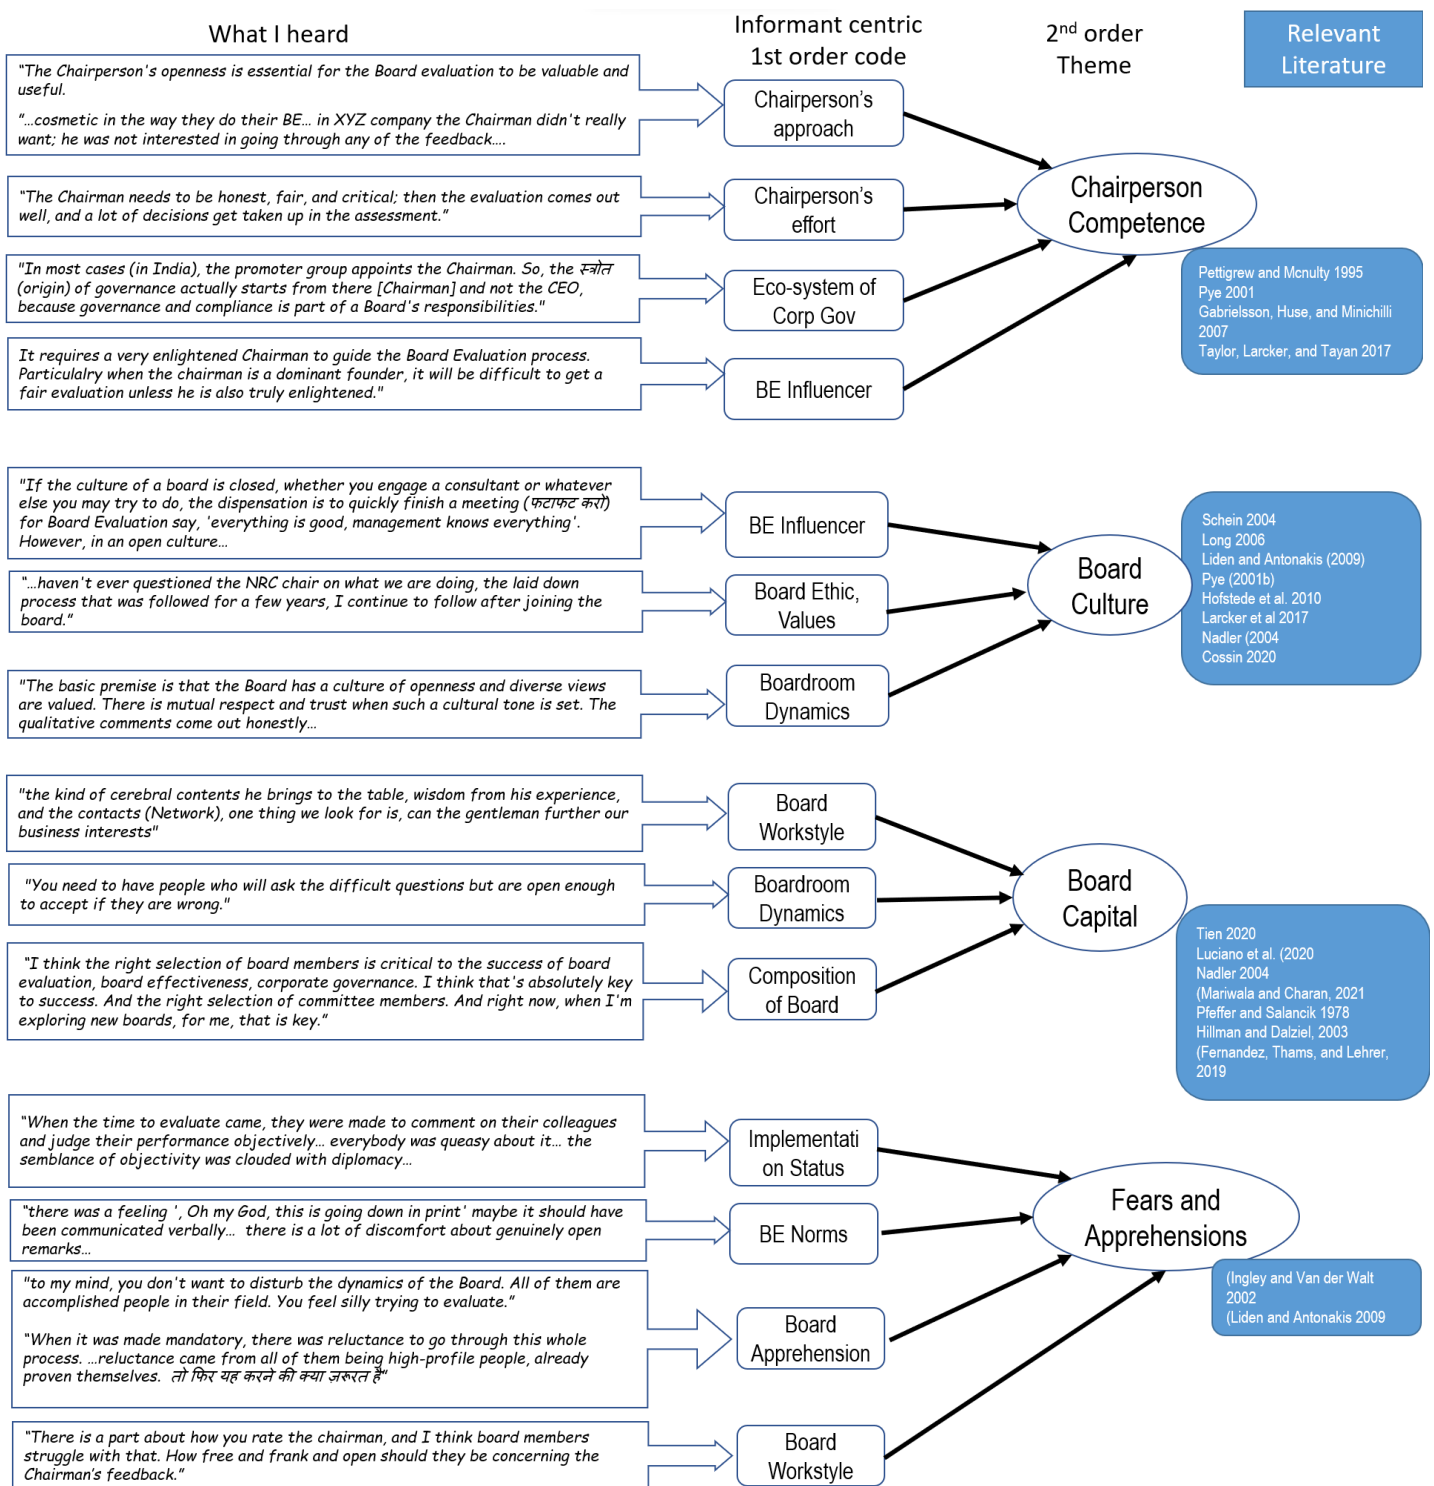 What I heard
Informant centric
1st order code
2nd order
Theme
Relevant
Literature
"The Chairperson's openness is essential for the Board evaluation to be valuable and
useful.
"…cosmetic in the way they do their BE… in XYZ company the Chairman didn't really
want; he was not interested in going through any of the feedback….
Chairperson's
approach
"The Chairman needs to be honest, fair, and critical; then the evaluation comes out
well, and a lot of decisions get taken up in the assessment."
Chairperson's
effort
"In most cases (in India), the promoter group appoints the Chairman. So, the स्त्रोत
(origin) of governance actually starts from there [Chairman] and not the CEO,
because governance and compliance is part of a Board's responsibilities."
Eco-system of
Corp Gov
It requires a very enlightened Chairman to guide the Board Evaluation process.
Particulalry when the chairman is a dominant founder, it will be difficult to get a
fair evaluation unless he is also truly enlightened."
BE Influencer
Chairperson
Competence
Pettigrew and Mcnulty 1995
Pye 2001
Gabrielsson, Huse, and Minichilli
2007
Taylor, Larcker, and Tayan 2017
"If the culture of a board is closed, whether you engage a consultant or whatever
else you may try to do, the dispensation is to quickly finish a meeting (फटाफट करो)
for Board Evaluation say, 'everything is good, management knows everything'.
However, in an open culture…
BE Influencer
"…haven't ever questioned the NRC chair on what we are doing, the laid down
process that was followed for a few years, I continue to follow after joining the
board."
Board Ethic,
Values
"The basic premise is that the Board has a culture of openness and diverse views
are valued. There is mutual respect and trust when such a cultural tone is set. The
qualitative comments come out honestly…
Boardroom
Dynamics
Board
Culture
Schein 2004
Long 2006
Liden and Antonakis (2009)
Pye (2001b)
Hofstede et al. 2010
Larcker et al 2017
Nadler (2004
Cossin 2020
"the kind of cerebral contents he brings to the table, wisdom from his experience,
and the contacts (Network), one thing we look for is, can the gentleman further our
business interests"
Board
Workstyle
"You need to have people who will ask the difficult questions but are open enough
to accept if they are wrong."
Boardroom
Dynamics
"I think the right selection of board members is critical to the success of board
evaluation, board effectiveness, corporate governance. I think that's absolutely key
to success. And the right selection of committee members. And right now, when I'm
exploring new boards, for me, that is key."
Composition
of Board
Board
Capital
Tien 2020
Luciano et al. (2020
Nadler 2004
(Mariwala and Charan, 2021
Pfeffer and Salancik 1978
Hillman and Dalziel, 2003
(Fernandez, Thams, and Lehrer,
2019
"When the time to evaluate came, they were made to comment on their colleagues
and judge their performance objectively… everybody was queasy about it… the
semblance of objectivity was clouded with diplomacy…
Implementati
on Status
"there was a feeling ', Oh my God, this is going down in print' maybe it should have
been communicated verbally… there is a lot of discomfort about genuinely open
remarks…
BE Norms
"to my mind, you don't want to disturb the dynamics of the Board. All of them are
accomplished people in their field. You feel silly trying to evaluate."
"When it was made mandatory, there was reluctance to go through this whole
process. …reluctance came from all of them being high-profile people, already
proven themselves. तो फिर यह करने की क्या ज़रूरत है"
Board
Apprehension
"There is a part about how you rate the chairman, and I think board members
struggle with that. How free and frank and open should they be concerning the
Chairman's feedback."
Board
Workstyle
Fears and
Apprehensions
(Ingley and Van der Walt
2002
(Liden and Antonakis 2009